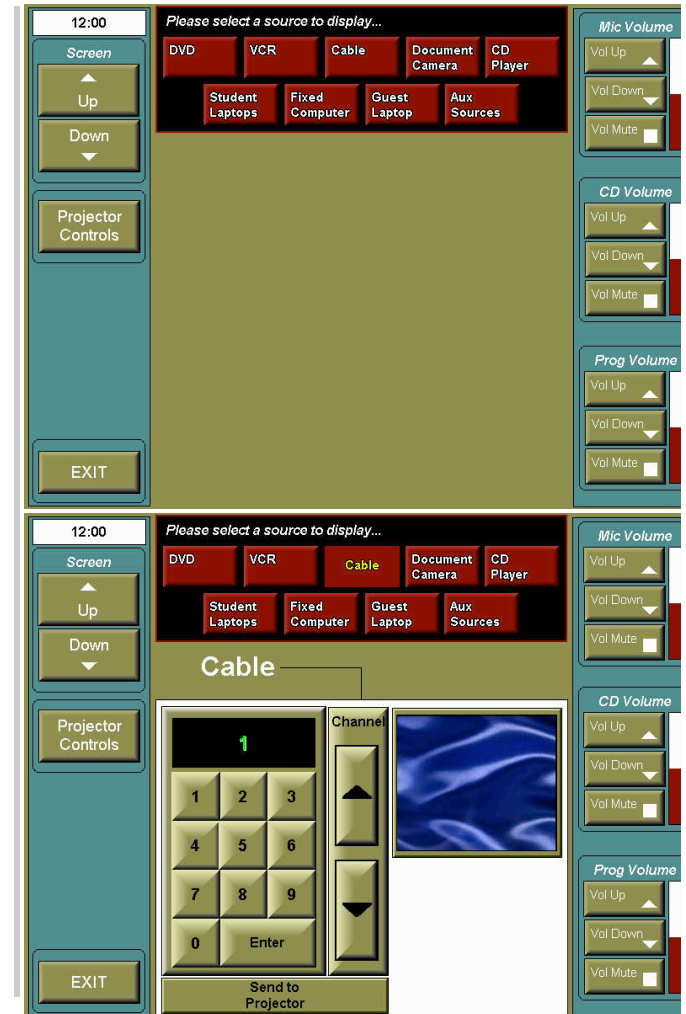 12:00
Screen
Up
Down
Projector
Controls
EXIT
Please select a source to display...
DVD
VCR
Cable
Document
Camera
CD
Player
Student
Laptops
Fixed
Computer
Guest
Laptop
Aux
Sources
Mic Volume
Vol Up
Vol Down
Vol Mute
CD Volume
Vol Up
Vol Down
Vol Mute
Prog Volume
Vol Up
Vol Down
Vol Mute
12:00
Screen
Up
Down
Projector
Controls
EXIT
Please select a source to display...
DVD
VCR
Cable
Document
Camera
CD
Player
Student
Laptops
Fixed
Computer
Guest
Laptop
Aux
Sources
Cable
1
1
2
3
4
5
6
7
8
9
0
Enter
Channel
Send to
Projector
Mic Volume
Vol Up
Vol Down
Vol Mute
CD Volume
Vol Up
Vol Down
Vol Mute
Prog Volume
Vol Up
Vol Down
Vol Mute